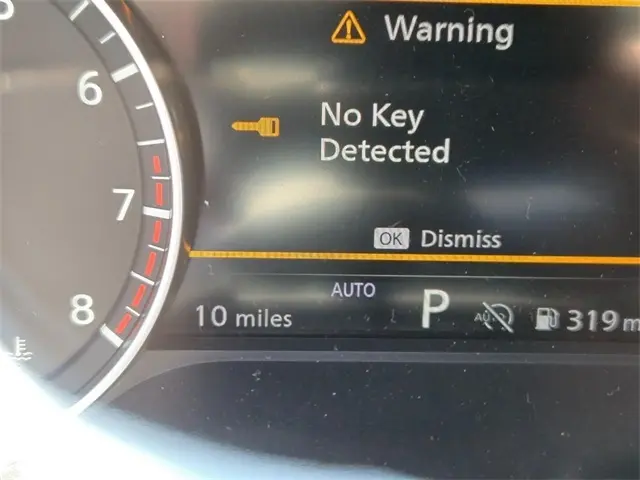 Warning
6
No Key
Detected
7
OK Dismiss
AUTO
8
10 miles
P
319 m